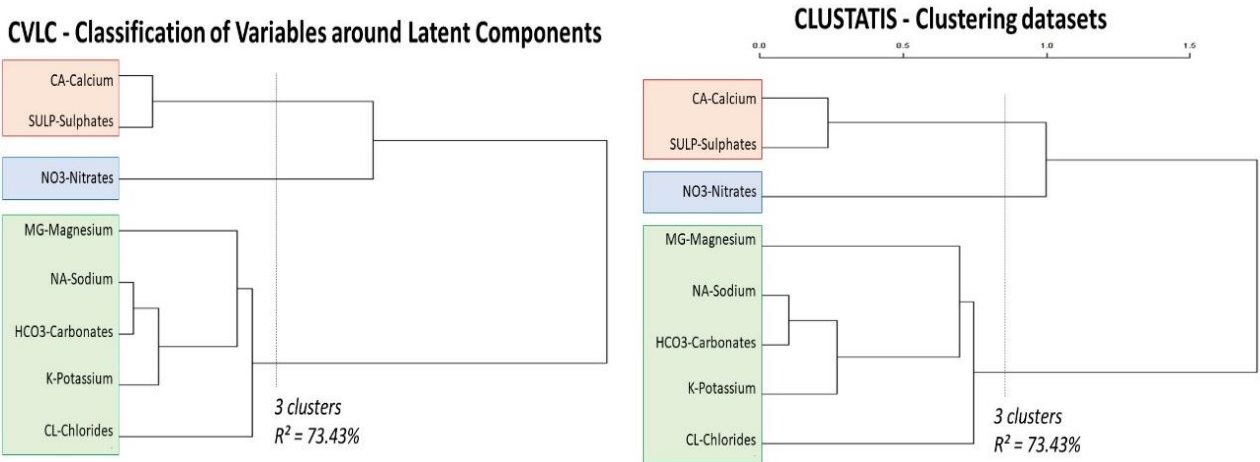 CVLC - Classification of Variables around Latent Components
CA-Calcium
SULP-Sulphates
NO3-Nitrates
MG-Magnesium
NA-Sodium
HCO3-Carbonates
K-Potassium
CL-Chlorides
3 clusters
R² = 73.43%
CLUSTATIS - Clustering datasets
0.0 0.5 1.0 1.5
CA-Calcium
SULP-Sulphates
NO3-Nitrates
MG-Magnesium
NA-Sodium
HCO3-Carbonates
K-Potassium
CL-Chlorides
3 clusters
R² = 73.43%